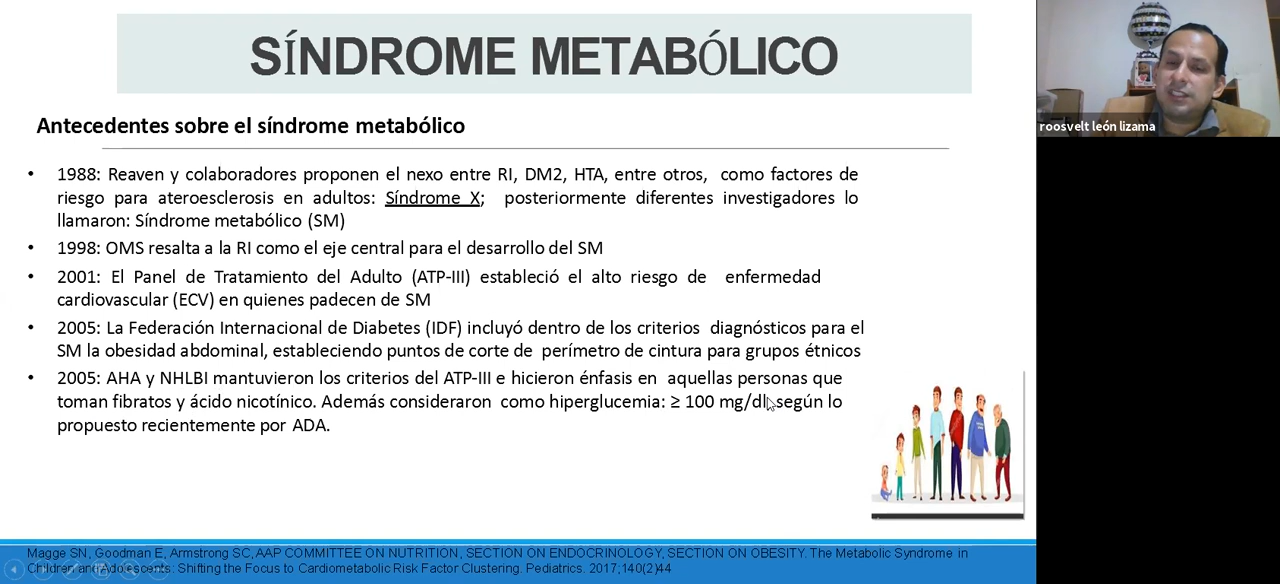 SÍNDROME METABÓLICO
roosvelt león lizama
Antecedentes sobre el síndrome metabólico
• 1988: Reaven y colaboradores proponen el nexo entre RI, DM2, HTA, entre otros, como factores de
riesgo para ateroesclerosis en adultos: Síndrome X; posteriormente diferentes investigadores lo
llamaron: Síndrome metabólico (SM)
• 1998: OMS resalta a la RI como el eje central para el desarrollo del SM
• 2001: El Panel de Tratamiento del Adulto (ATP-III) estableció el alto riesgo de enfermedad
cardiovascular (ECV) en quienes padecen de SM
• 2005: La Federación Internacional de Diabetes (IDF) incluyó dentro de los criterios diagnósticos para el
SM la obesidad abdominal, estableciendo puntos de corte de perímetro de cintura para grupos étnicos
• 2005: AHA y NHLBI mantuvieron los criterios del ATP-III e hicieron énfasis en aquellas personas que
toman fibratos y ácido nicotínico. Además consideraron como hiperglucemia: ≥ 100 mg/dl, según lo
propuesto recientemente por ADA.
Magge SN, Goodman E, Armstrong SC, AAP COMMITTEE ON NUTRITION, SECTION ON ENDOCRINOLOGY, SECTION ON OBESITY. The Metabolic Syndrome in
Children and Adolescents: Shifting the Focus to Cardiometabolic Risk Factor Clustering. Pediatrics. 2017;140(2)44